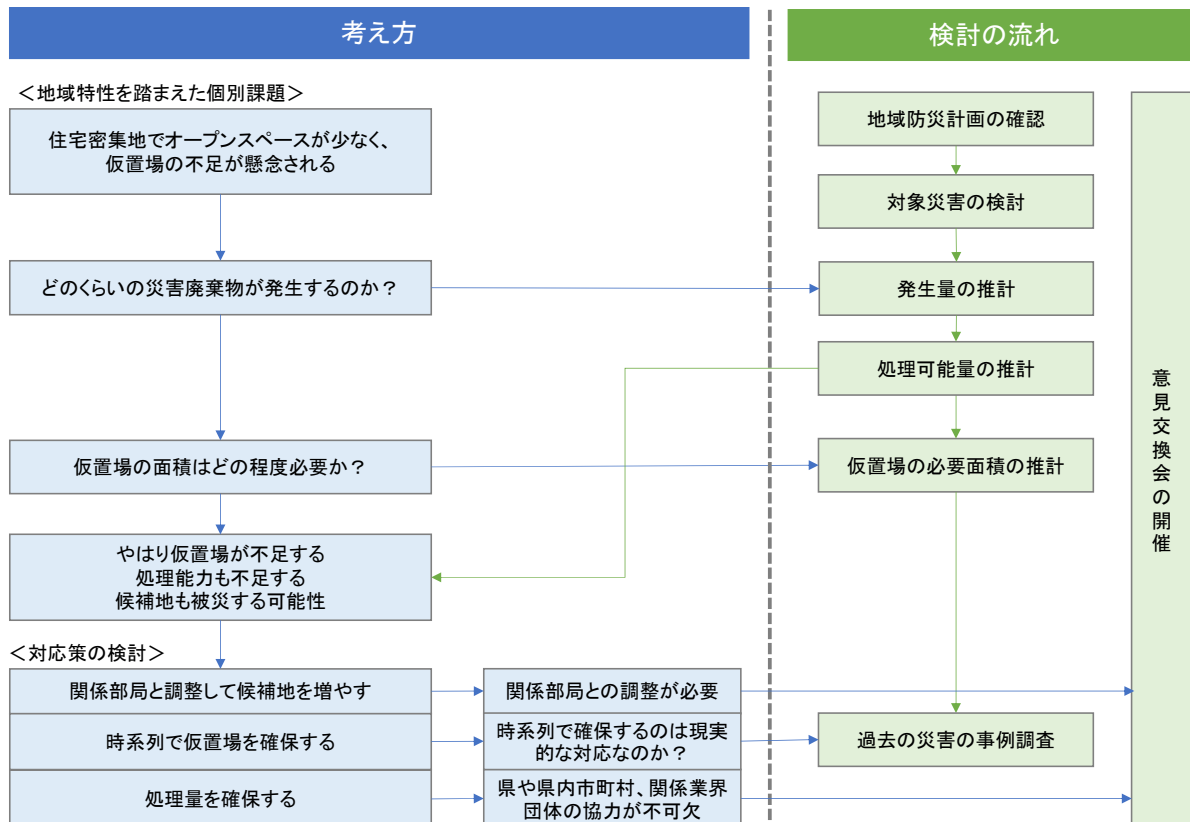 考え方
検討の流れ
＜地域特性を踏まえた個別課題＞
住宅密集地でオープンスペースが少なく、
仮置場の不足が懸念される
どのくらいの災害廃棄物が発生するのか？
仮置場の面積はどの程度必要か？
やはり仮置場が不足する
処理能力も不足する
候補地も被災する可能性
＜対応策の検討＞
関係部局と調整して候補地を増やす
関係部局との調整が必要
時系列で仮置場を確保する
時系列で確保するのは現実
的な対応なのか？
処理量を確保する
県や県内市町村、関係業界
団体の協力が不可欠
地域防災計画の確認
対象災害の検討
発生量の推計
処理可能量の推計
仮置場の必要面積の推計
過去の災害の事例調査
意見交換会の開催